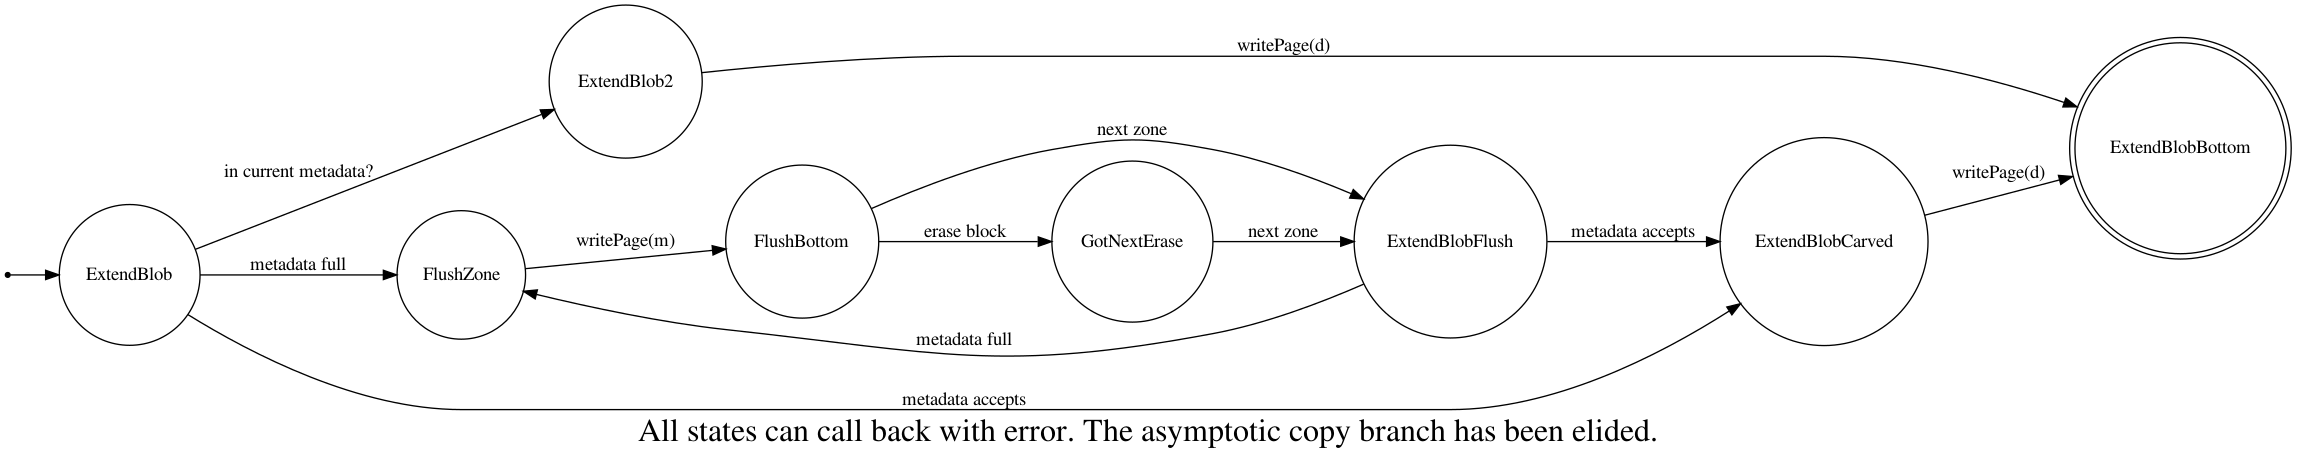 writePage(d)
ExtendBlob2
next zone
ExtendBlobBottom
in current metadata?
writePage(d)
erase block
next zone
metadata accepts
writePage(m)
FlushBottom
GotNextErase
ExtendBlobFlush
ExtendBlobCarved
metadata full
ExtendBlob
FlushZone
metadata full
metadata accepts
All states can call back with error. The asymptotic copy branch has been elided.